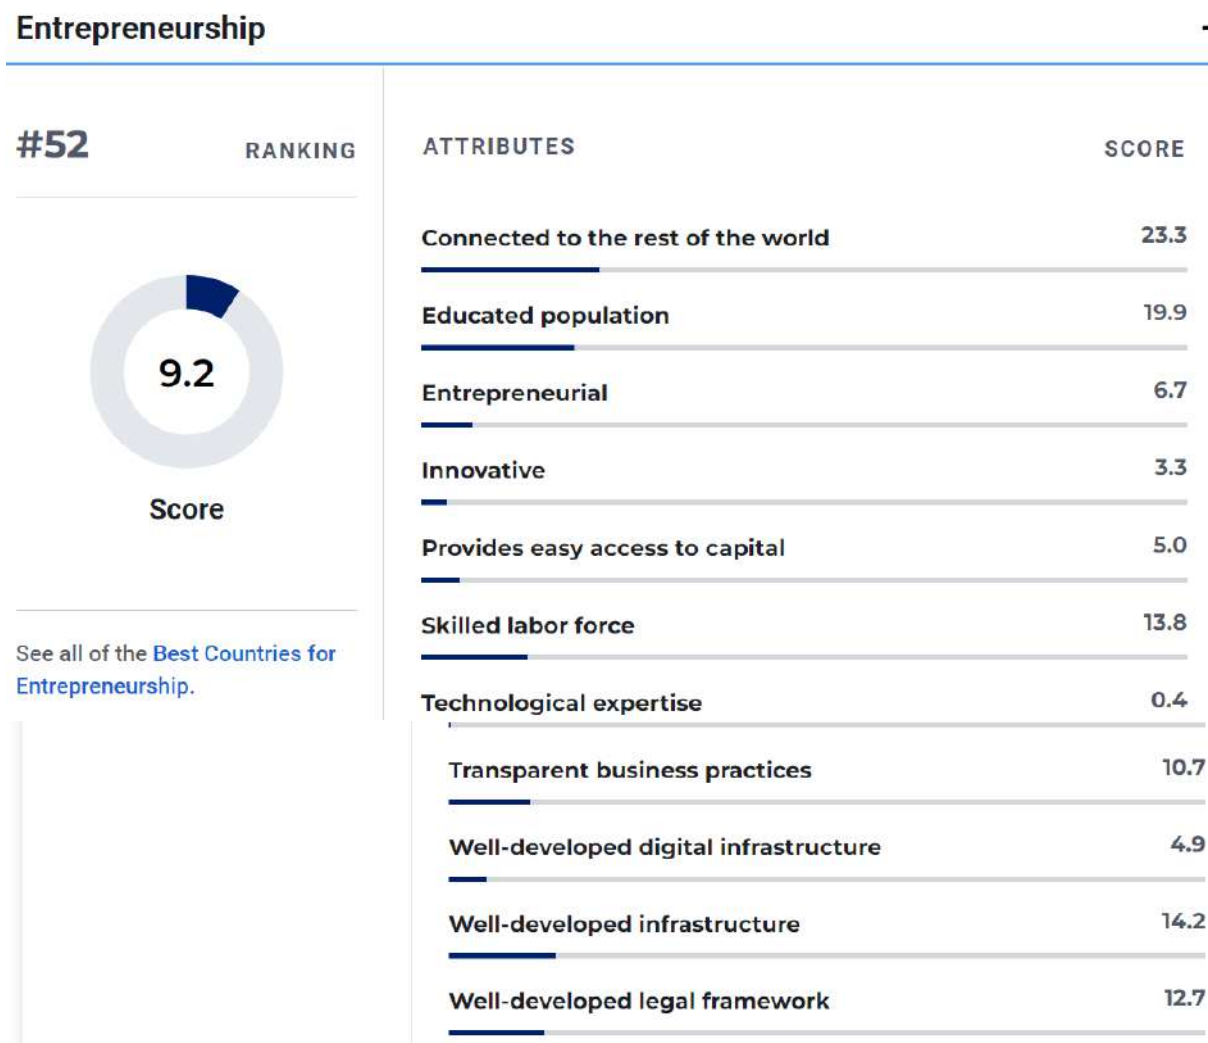 Entrepreneurship
#52 RANKING
9.2
Score
See all of the Best Countries for
Entrepreneurship.
ATTRIBUTES SCORE
Connected to the rest of the world 23.3
Educated population 19.9
Entrepreneurial 6.7
Innovative 3.3
Provides easy access to capital 5.0
Skilled labor force 13.8
Technological expertise 0.4
Transparent business practices 10.7
Well-developed digital infrastructure 4.9
Well-developed infrastructure 14.2
Well-developed legal framework 12.7